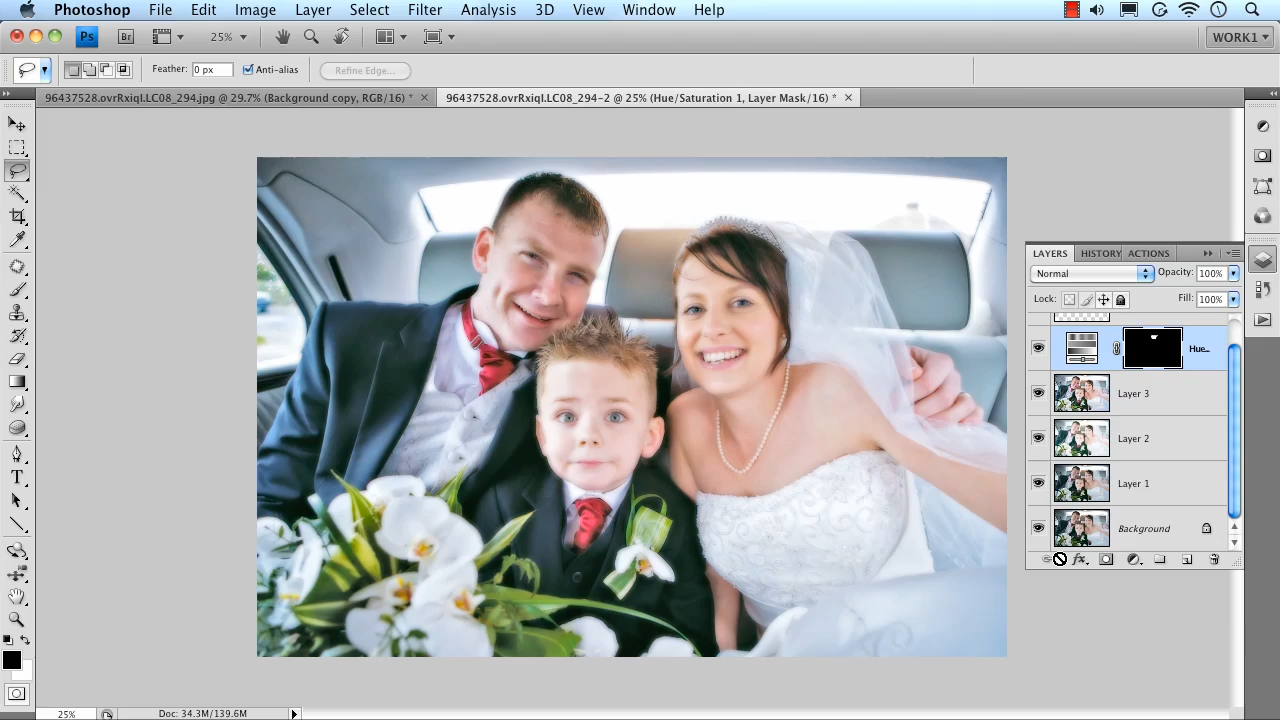 Photoshop File Edit Image Layer Select Filter Analysis 3D View Window Help
Ps Br 25% WORK1
Feather: 0 px Anti-alias Refine Edge...
96437528.ovrRxiqI.LC08_294.jpg @ 29.7% (Background copy, RGB/16) * 96437528.ovrRxiqI.LC08_294-2 @ 25% (Hue/Saturation 1, Layer Mask/16) *
LAYERS HISTORY ACTIONS
Normal Opacity: 100%
Lock: Fill: 100%
Hue...
Layer 3
Layer 2
Layer 1
Background
fx.
T
25% Doc: 34.3M/139.6M